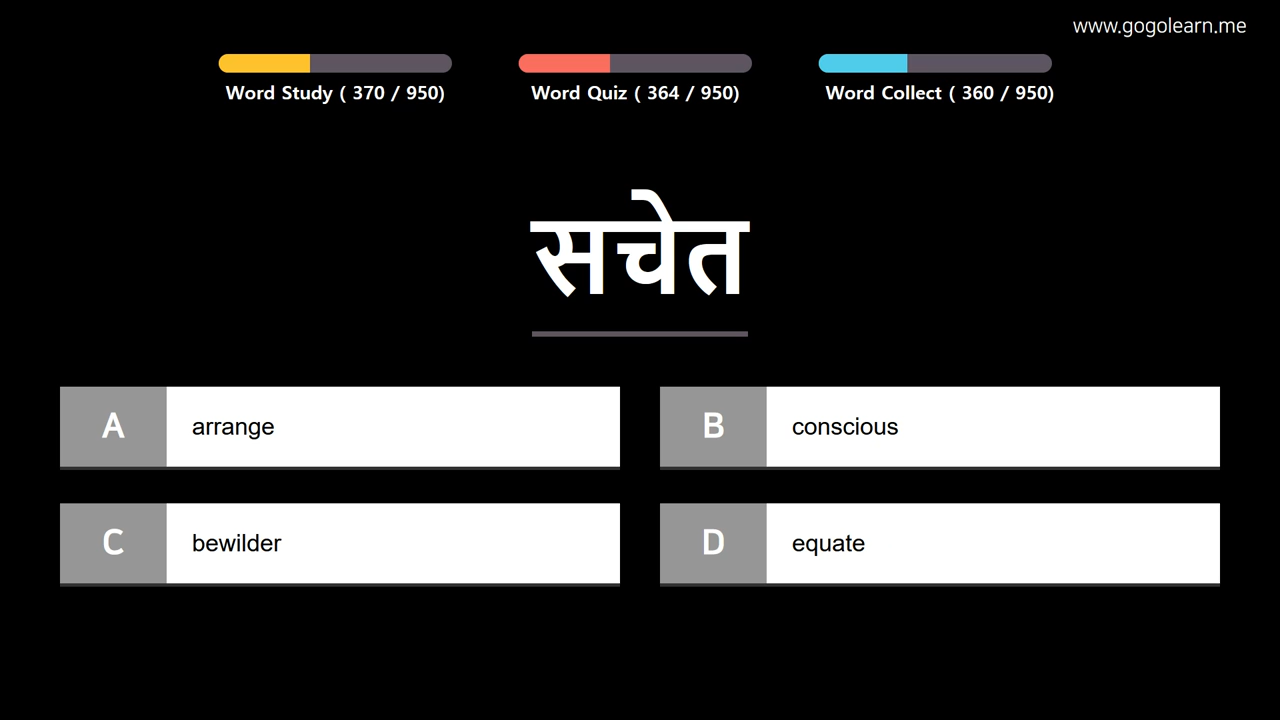 www.gogolearn.me
Word Study ( 370 / 950)
Word Quiz ( 364 / 950)
Word Collect ( 360 / 950)
सचेत
A arrange
B conscious
C bewilder
D equate